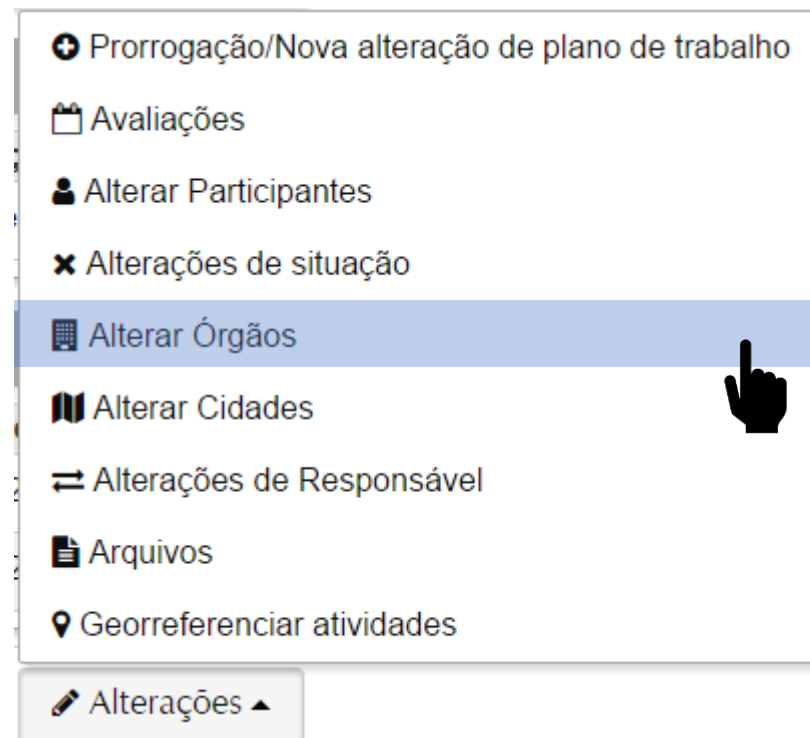 Prorrogação/Nova alteração de plano de trabalho
Avaliações
Alterar Participantes
Alterações de situação
Alterar Órgãos
Alterar Cidades
Alterações de Responsável
Arquivos
Georreferenciar atividades
Alterações